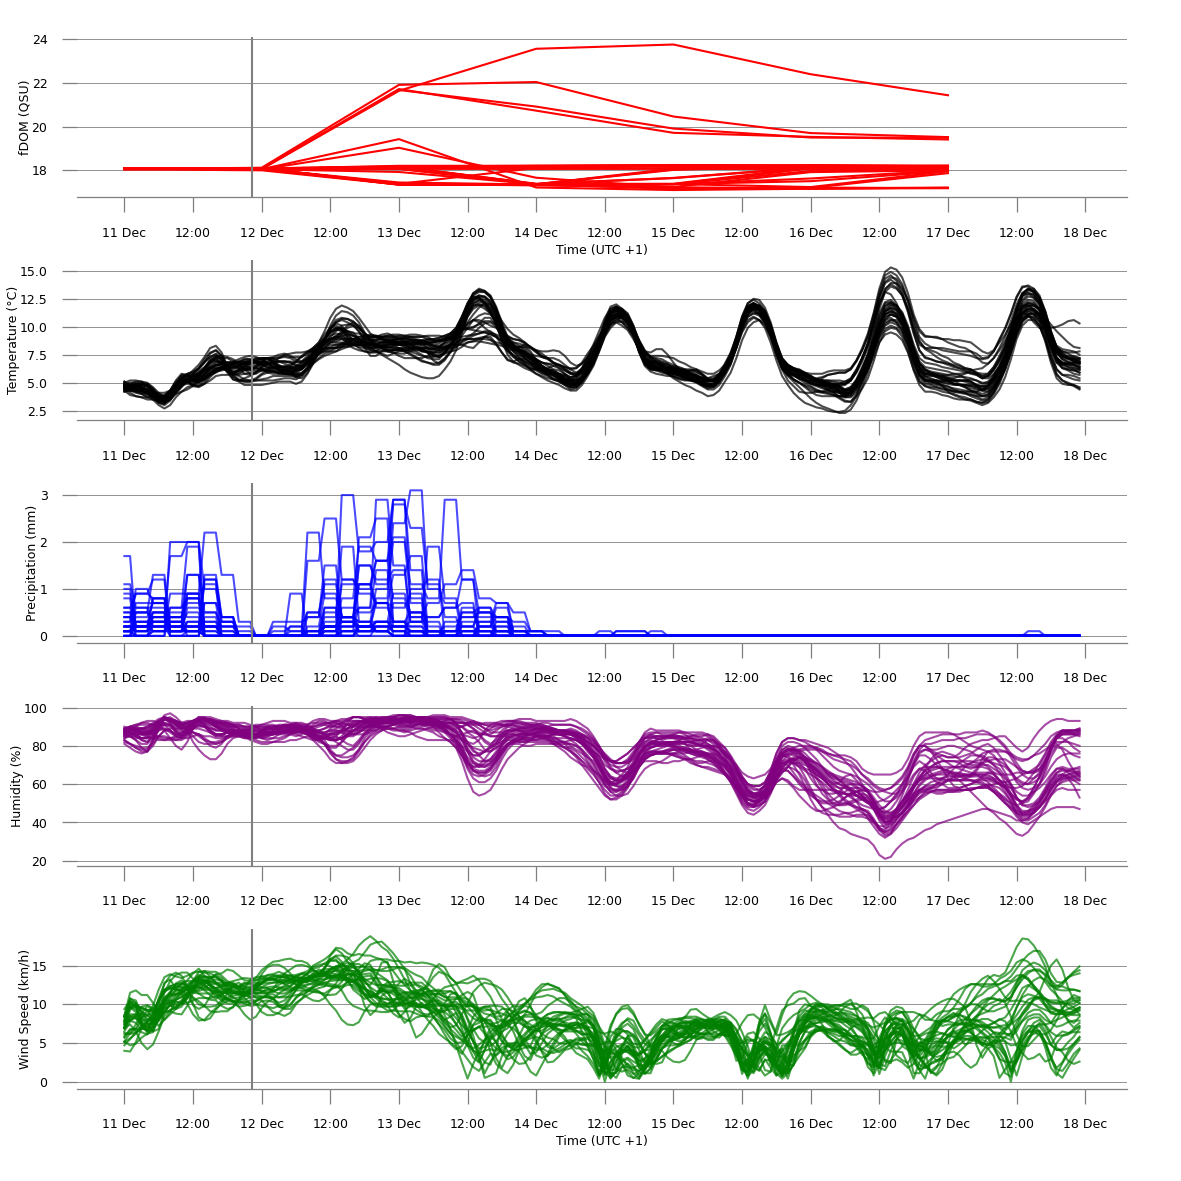 24
22
20
18
fDOM (QSU)
11 Dec 12:00 12 Dec 12:00 13 Dec 12:00 14 Dec 12:00 15 Dec 12:00 16 Dec 12:00 17 Dec 12:00 18 Dec
Time (UTC +1)
15.0
12.5
10.0
7.5
5.0
2.5
Temperature (°C)
11 Dec 12:00 12 Dec 12:00 13 Dec 12:00 14 Dec 12:00 15 Dec 12:00 16 Dec 12:00 17 Dec 12:00 18 Dec
3
2
1
0
Precipitation (mm)
11 Dec 12:00 12 Dec 12:00 13 Dec 12:00 14 Dec 12:00 15 Dec 12:00 16 Dec 12:00 17 Dec 12:00 18 Dec
100
80
60
40
20
Humidity (%)
11 Dec 12:00 12 Dec 12:00 13 Dec 12:00 14 Dec 12:00 15 Dec 12:00 16 Dec 12:00 17 Dec 12:00 18 Dec
15
10
5
0
Wind Speed (km/h)
11 Dec 12:00 12 Dec 12:00 13 Dec 12:00 14 Dec 12:00 15 Dec 12:00 16 Dec 12:00 17 Dec 12:00 18 Dec
Time (UTC +1)